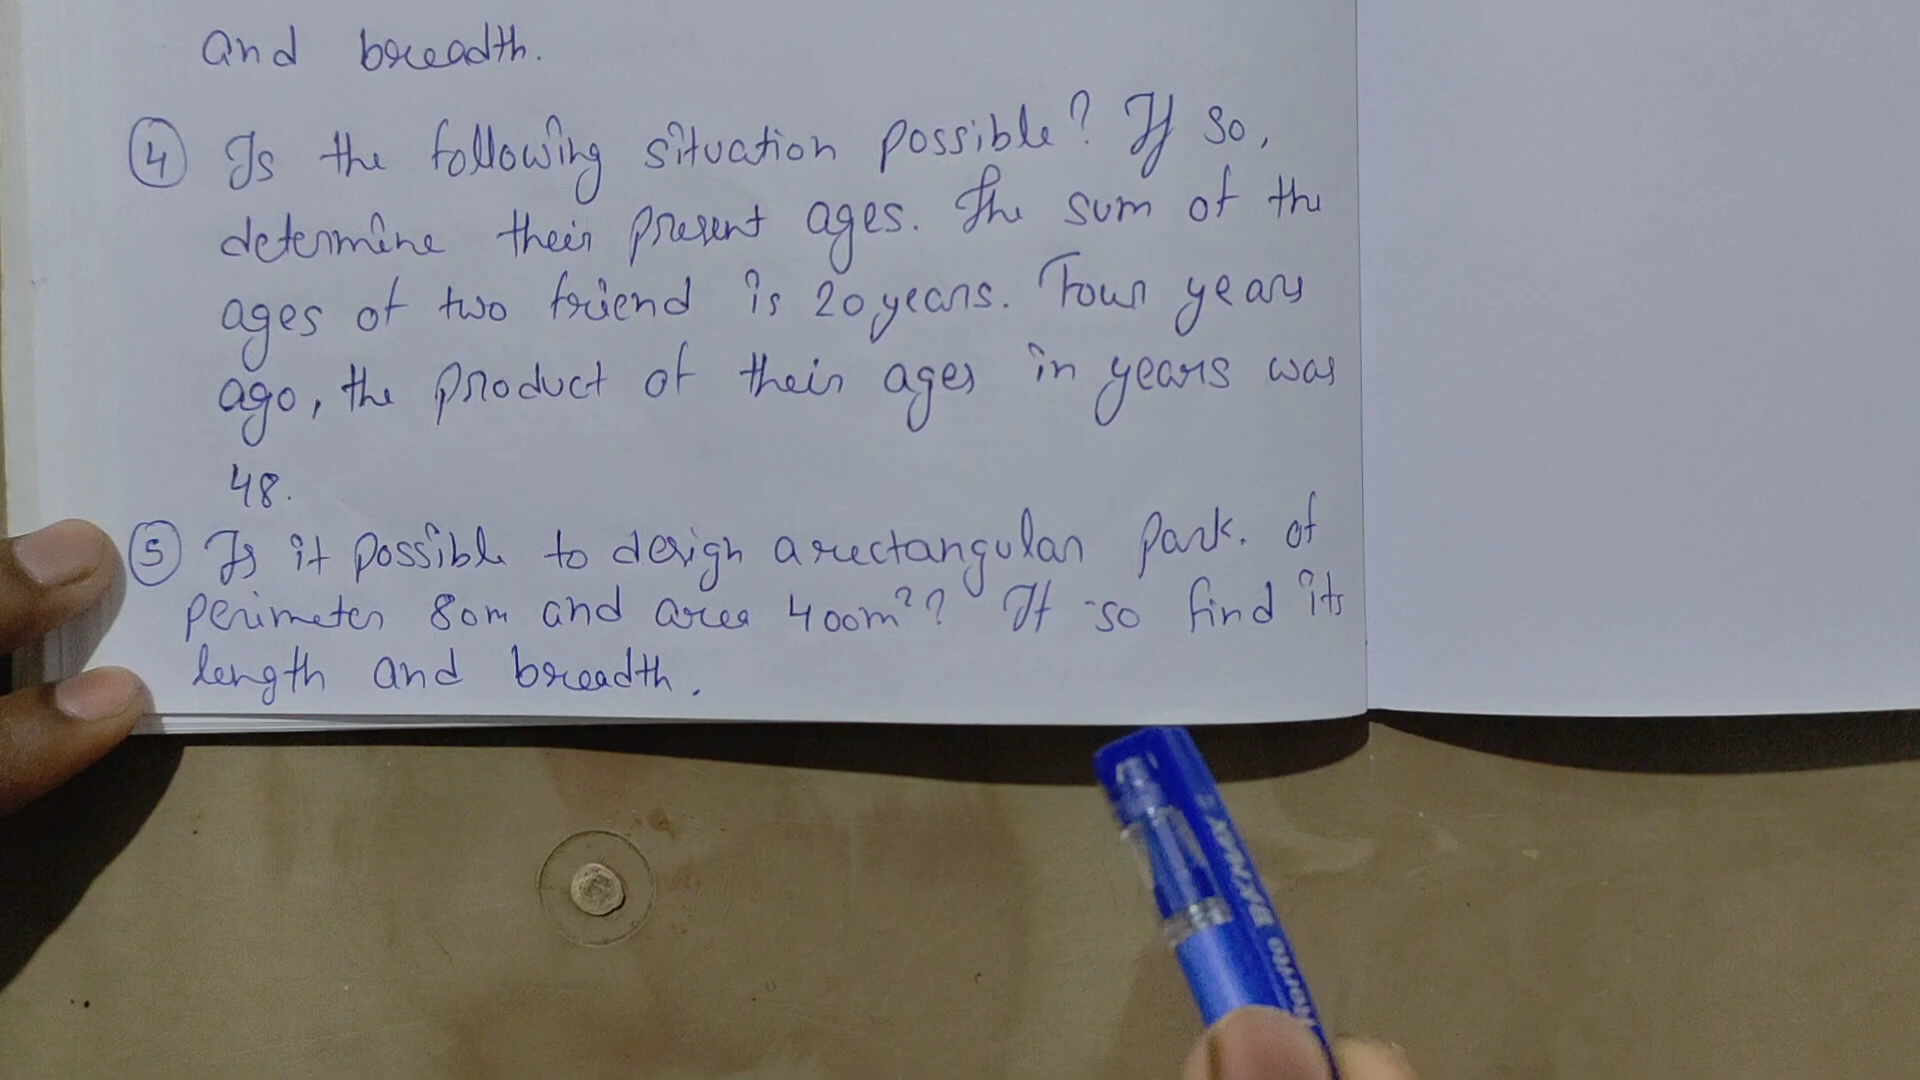 and breadth.
④ Is the following situation possible? If so,
determine their present ages. The sum of the
ages of two friend is 20 years. Four years
ago, the product of their ages in years was
48.
⑤ Is it possible to design a rectangular park. of
perimeter 80m and area 400m²? If so find its
length and breadth.